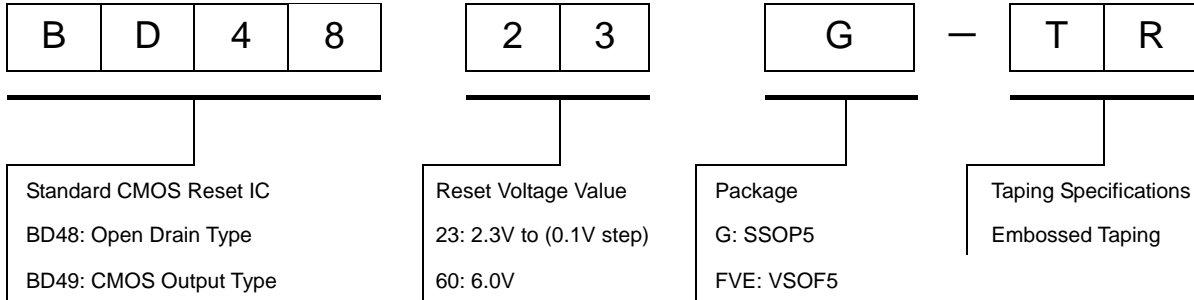 B D 4 8 2 3 G – T R
Standard CMOS Reset IC
BD48: Open Drain Type
BD49: CMOS Output Type
Reset Voltage Value
23: 2.3V to (0.1V step)
60: 6.0V
Package
G: SSOP5
FVE: VSOF5
Taping Specifications
Embossed Taping